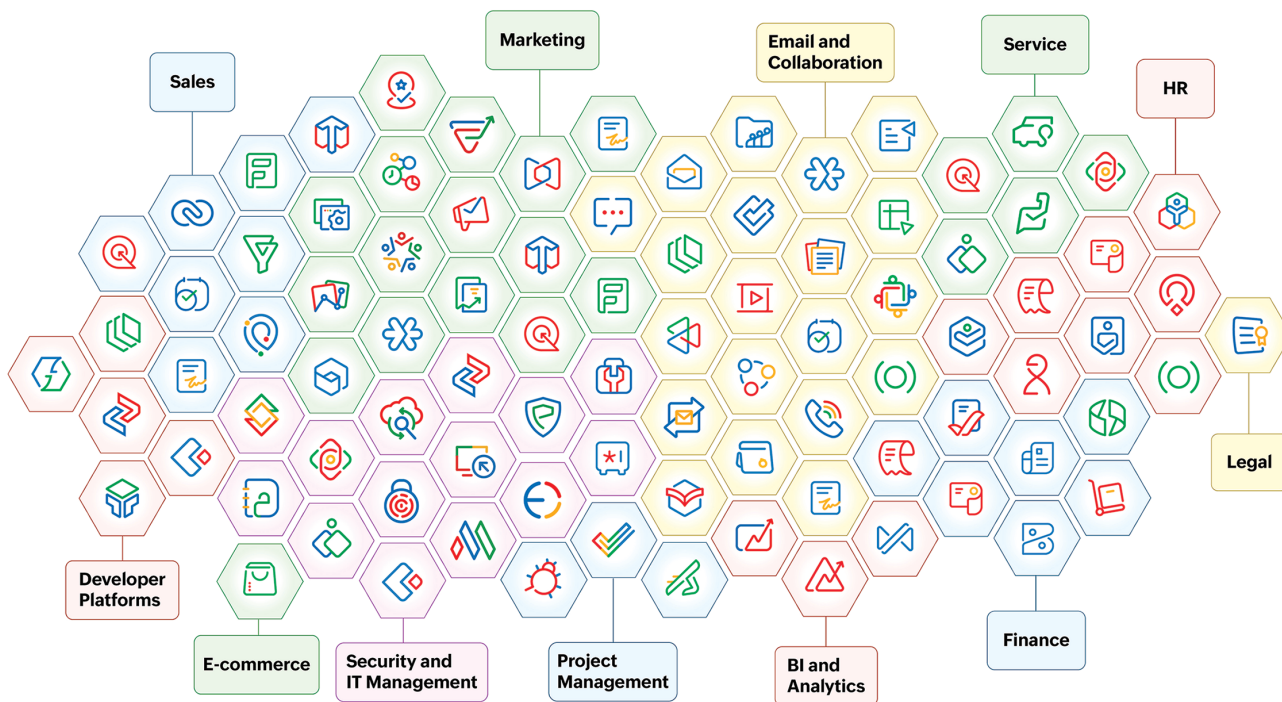 Marketing
Email and
Collaboration
Service
Sales
HR
Legal
Developer
Platforms
E-commerce
Security and
IT Management
Project
Management
BI and
Analytics
Finance